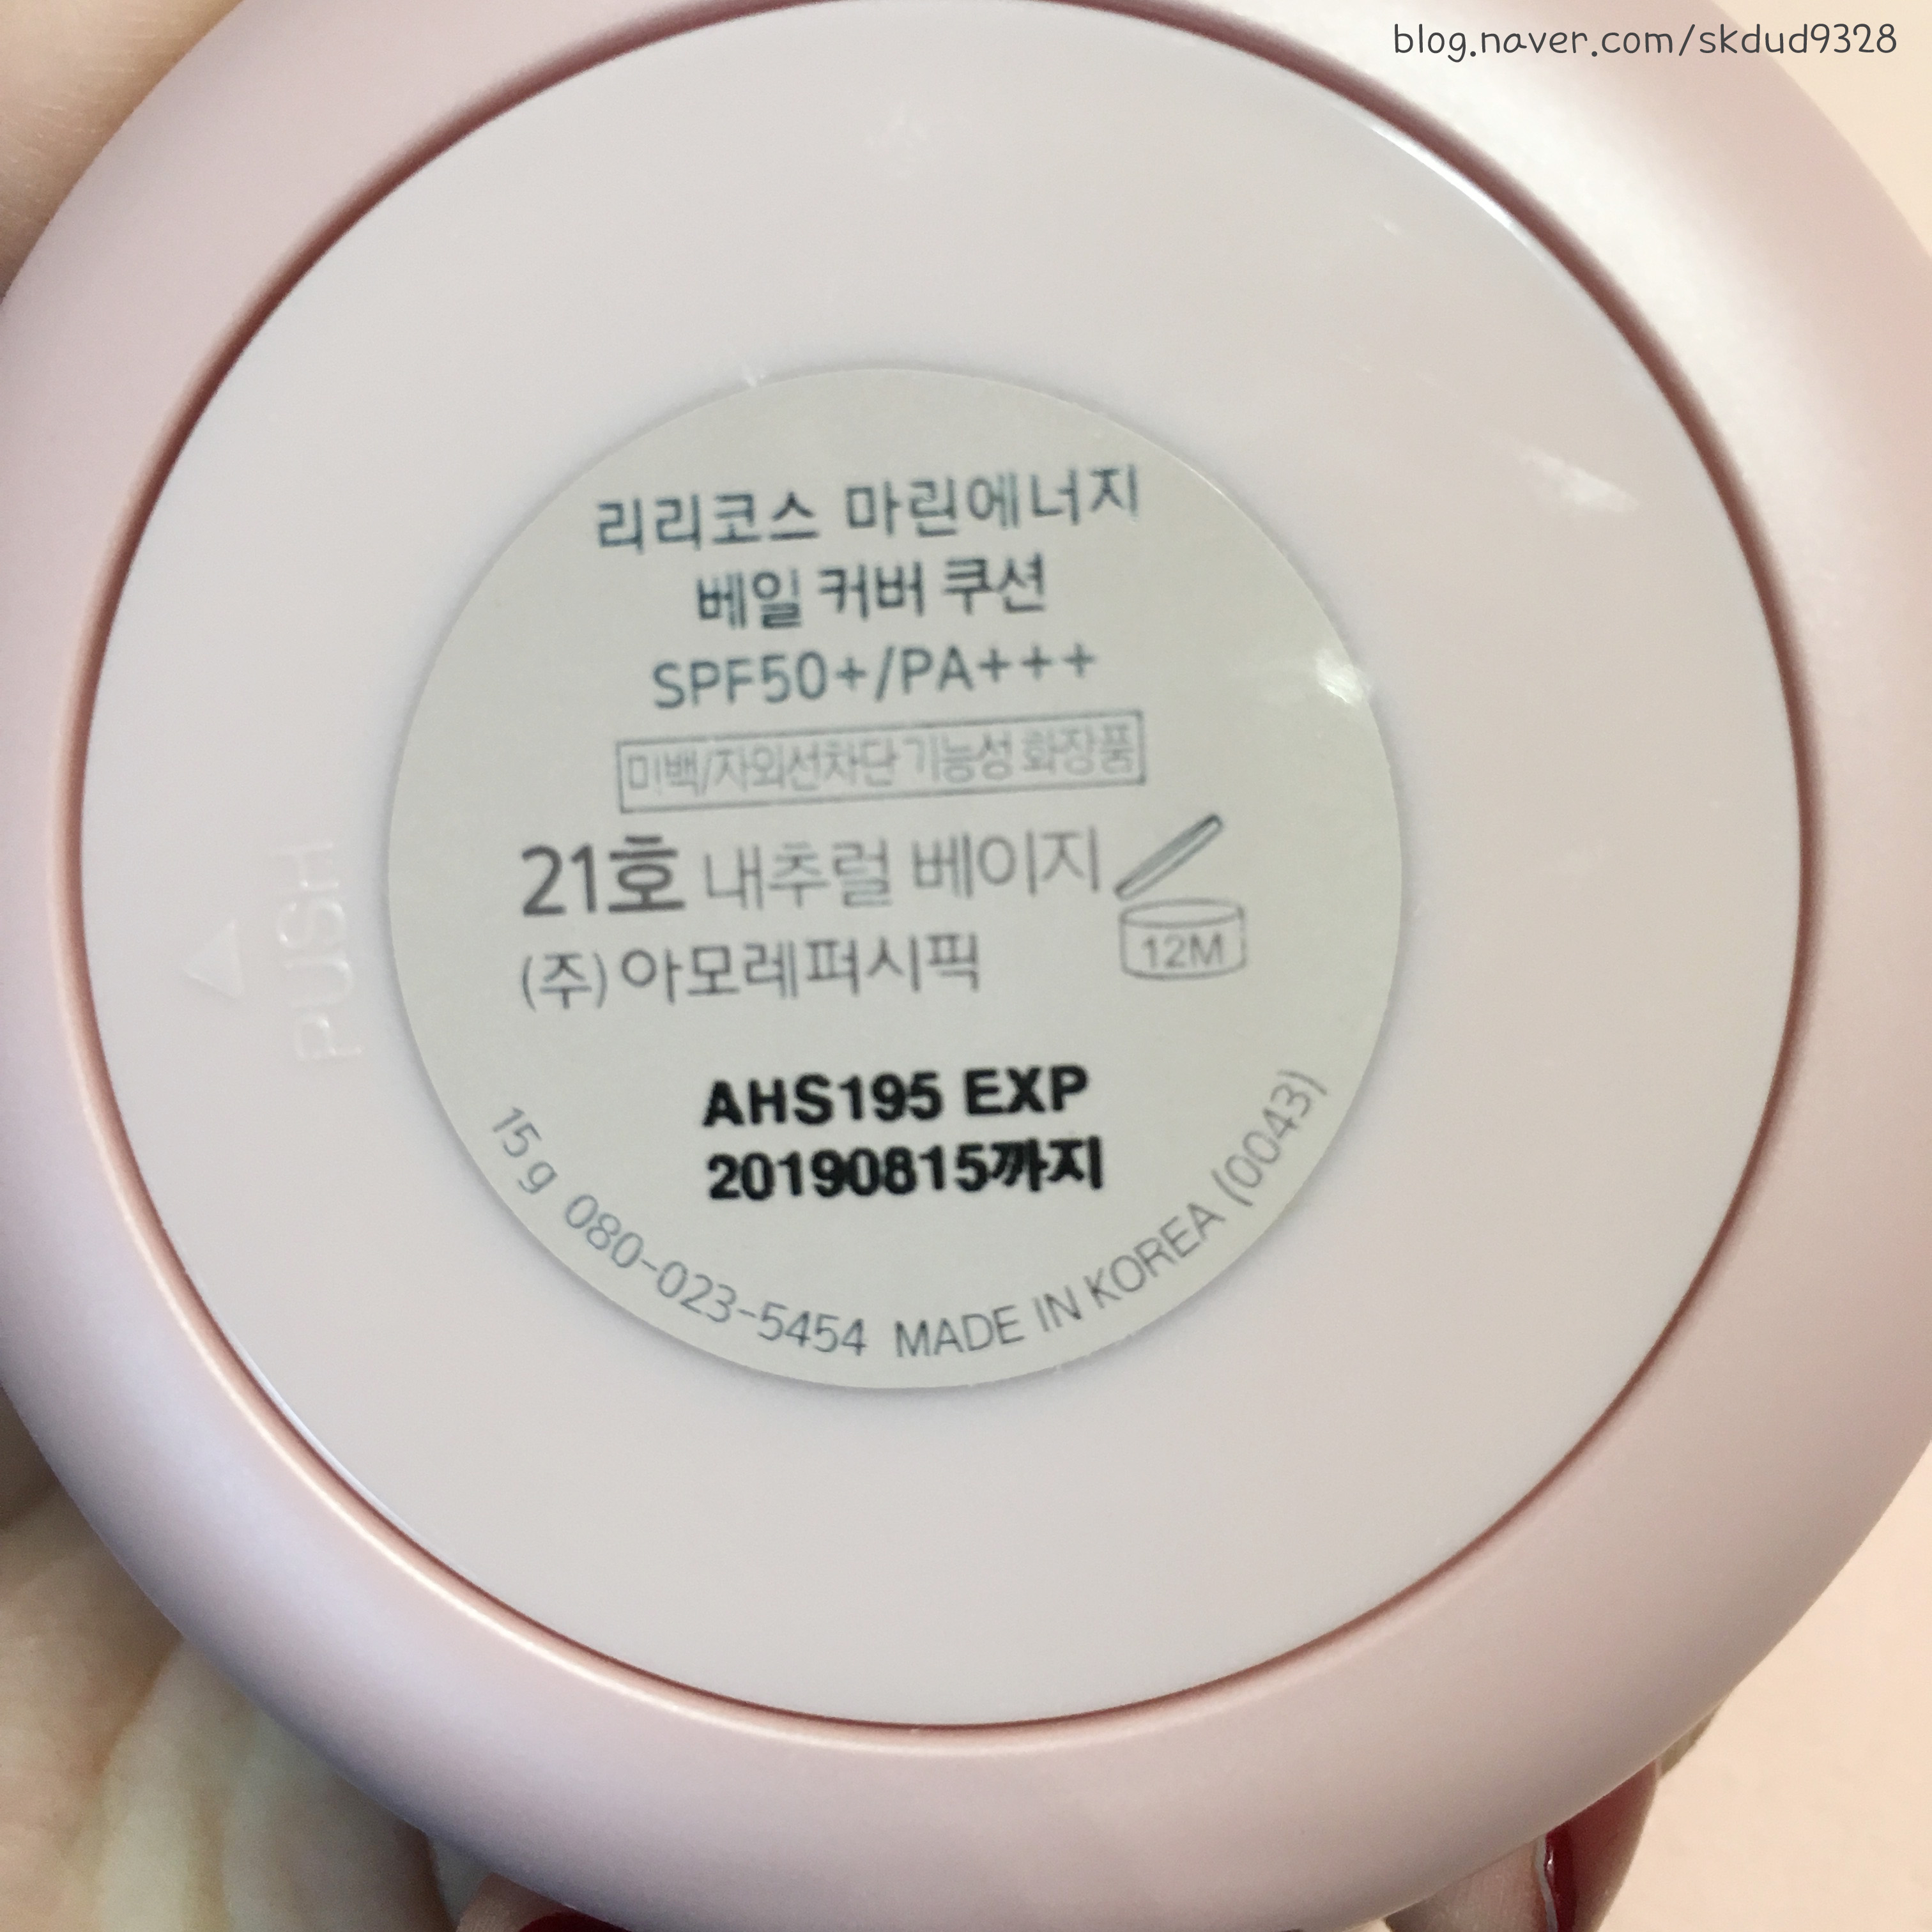 blog.naver.com/skdud9328
리리코스 마린에너지
베일 커버 쿠션
SPF50+/PA+++
미백/자외선차단 기능성 화장품
21호 내추럴 베이지
(주)아모레퍼시픽
12M
PUSH
AHS195 EXP
20190815까지
15g 080-023-5454 MADE IN KOREA (0043)